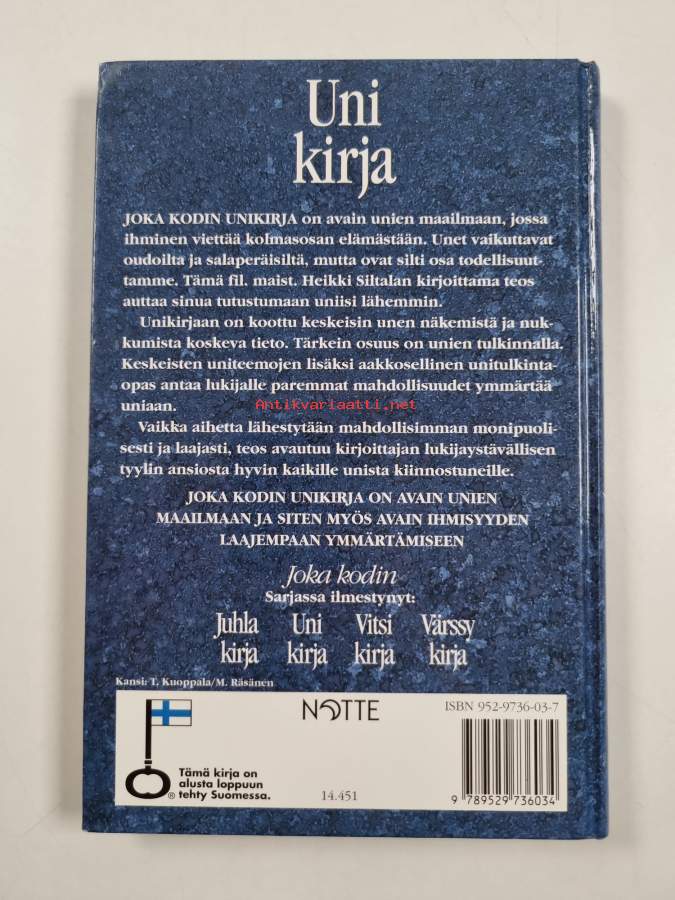 Uni
kirja
JOKA KODIN UNIKIRJA on avain unien maailmaan, jossa
ihminen viettää kolmasosan elämästään. Unet vaikuttavat
oudoilta ja salaperäisiltä, mutta ovat silti osa todellisuut-
tamme. Tämä fil. maist. Heikki Siltalan kirjoittama teos
auttaa sinua tutustumaan uniisi lähemmin.
Unikirjaan on koottu keskeisin unen näkemistä ja nuk-
kumista koskeva tieto. Tärkein osuus on unien tulkinnalla.
Keskeisten uniteemojen lisäksi aakkosellinen unitulkinta-
opas antaa lukijalle paremmat mahdollisuudet ymmärtää
uniaan.
Antikvariaatti.net
Vaikka aihetta lähestytään mahdollisimman monipuoli-
sesti ja laajasti, teos avautuu kirjoittajan lukijaystävällisen
tyylin ansiosta hyvin kaikille unista kiinnostuneille.
JOKA KODIN UNIKIRJA ON AVAIN UNIEN
MAAILMAAN JA SITEN MYÖS AVAIN IHMISYYDEN
LAAJEMPAAN YMMÄRTÄMISEEN
Joka kodin
Sarjassa ilmestynyt:
Juhla Uni Vitsi Värssy
kirja kirja kirja kirja
Kansi: T. Kuoppala/M. Räsänen
NOTTE
ISBN 952-9736-03-7
Tämä kirja on
alusta loppuun
® tehty Suomessa.
14.451
9 789529 736034